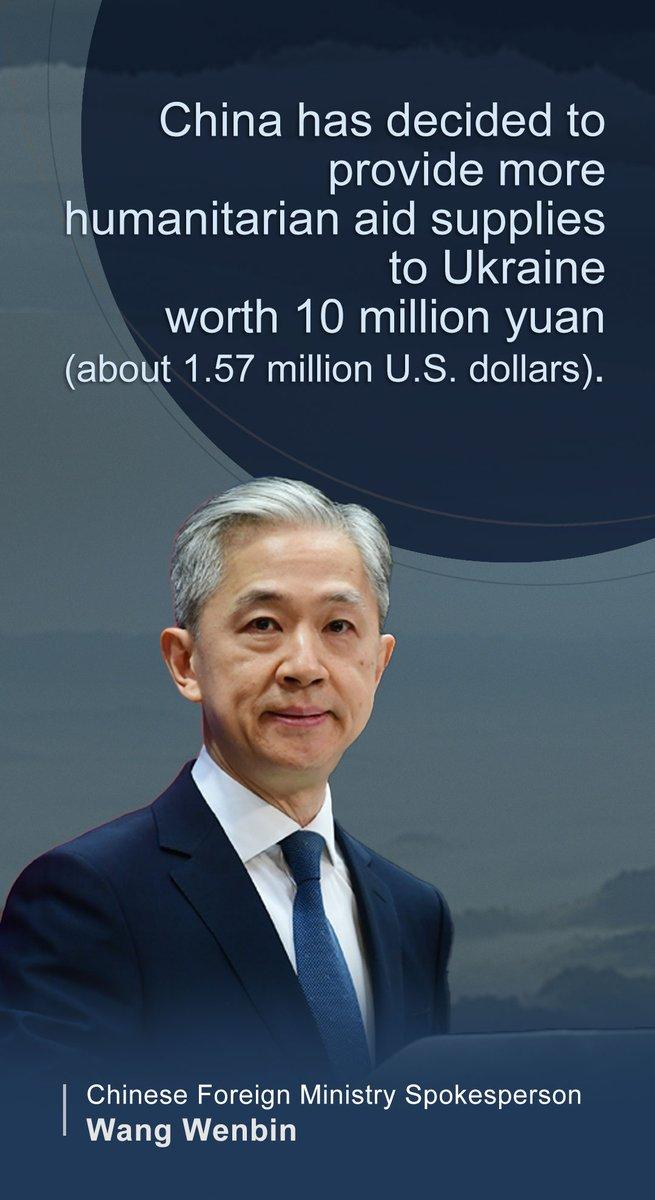 China has decided to
provide more
humanitarian aid supplies
to Ukraine
worth 10 million yuan
(about 1.57 million U.S. dollars).
Chinese Foreign Ministry Spokesperson
Wang Wenbin